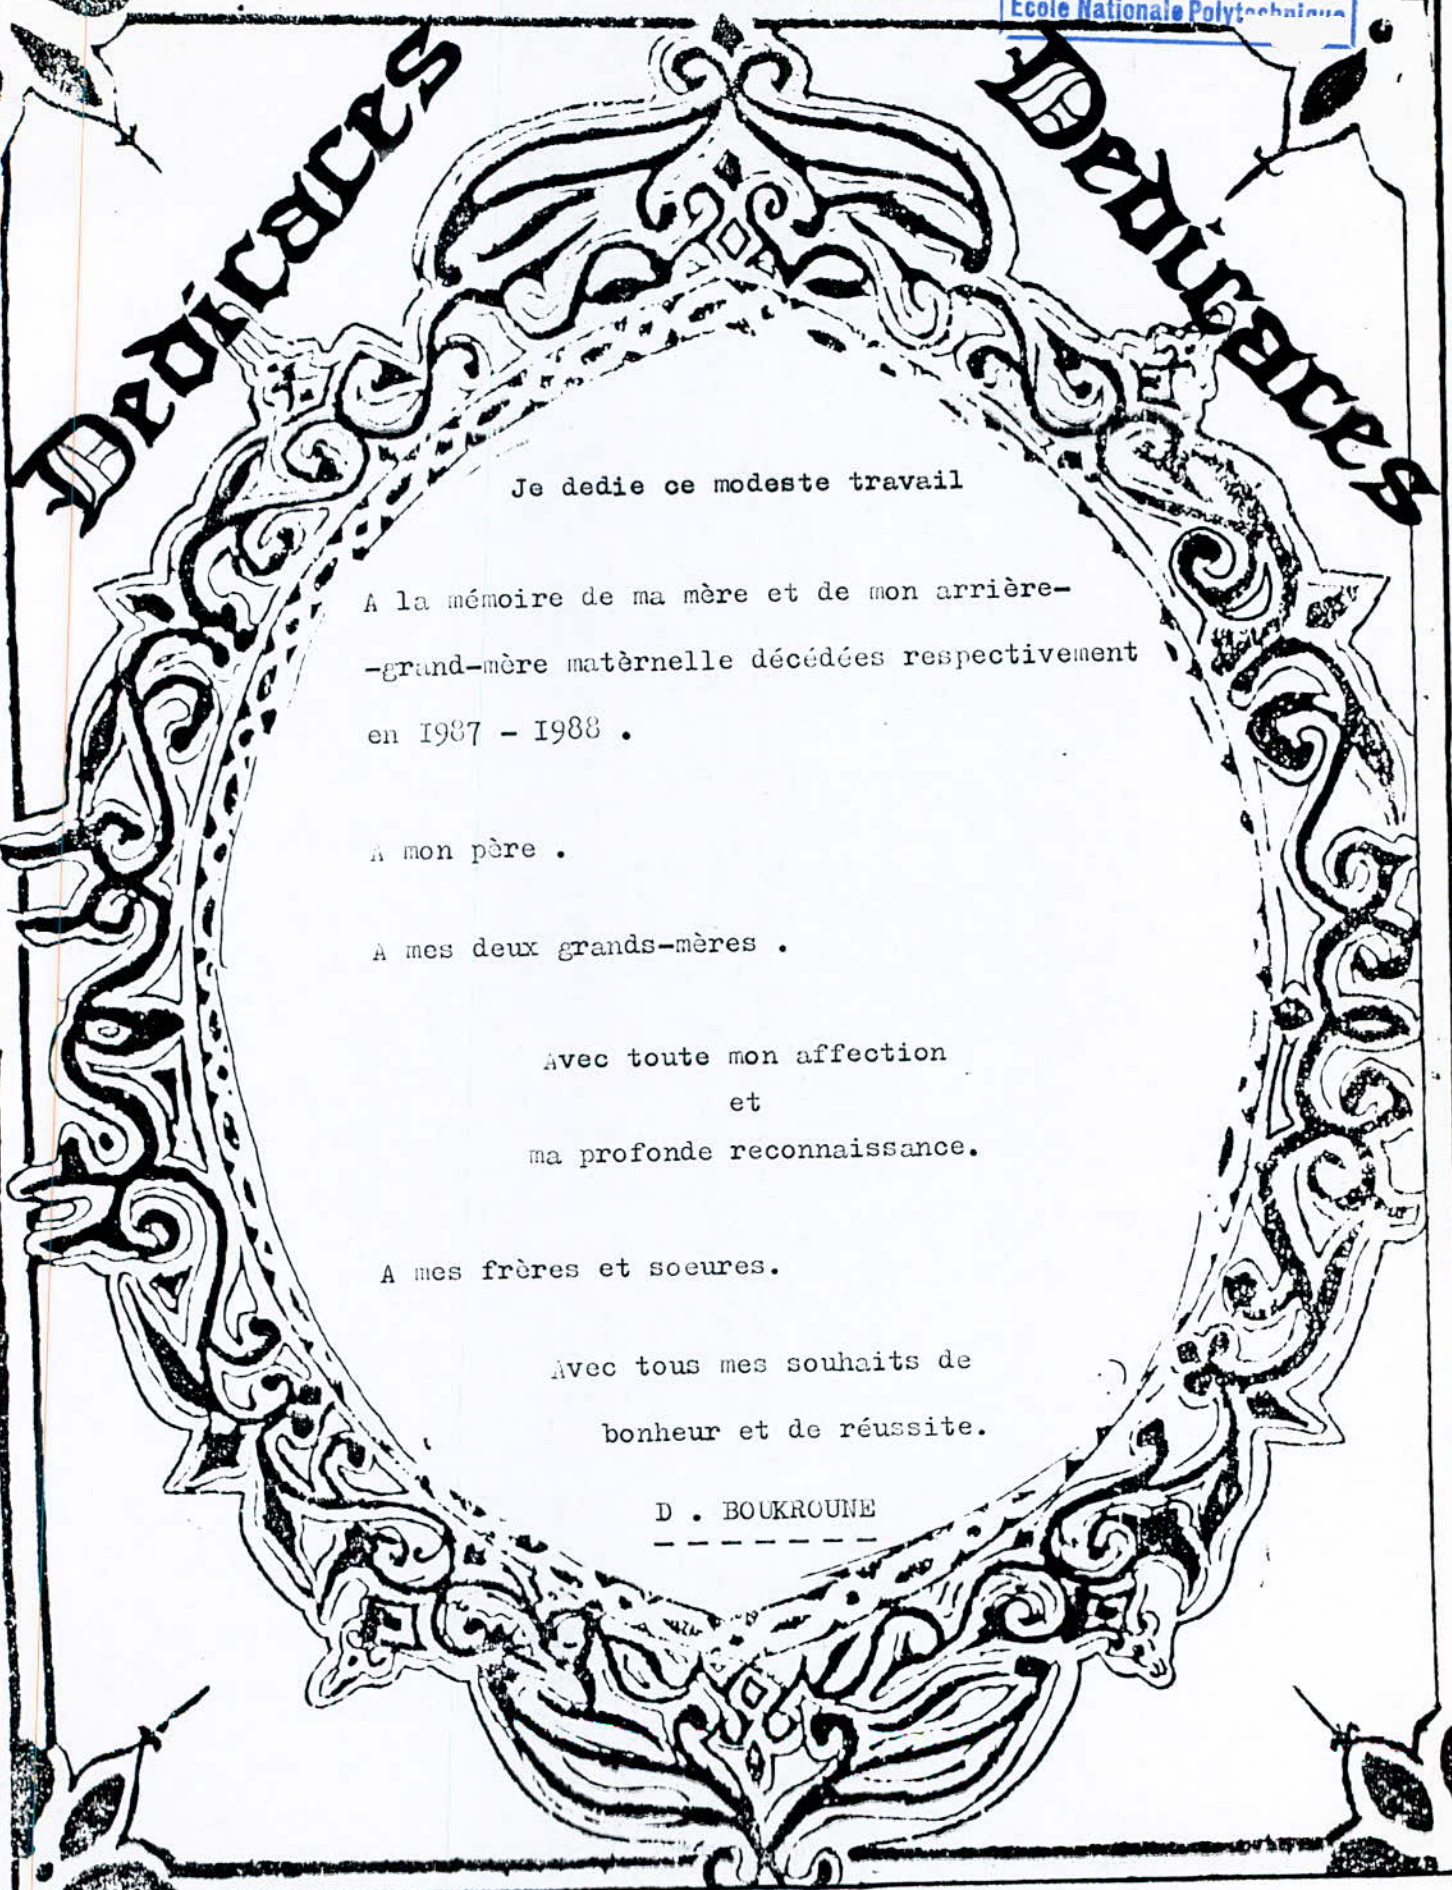 Ecole Nationale Polytechnique
Dedicaces
Dedicaces
Je dedie ce modeste travail
A la mémoire de ma mère et de mon arrière-
-grand-mère matèrnelle décédées respectivement
en I987 - I988 .
A mon père .
A mes deux grands-mères .
Avec toute mon affection
et
ma profonde reconnaissance.
A mes frères et soeures.
Avec tous mes souhaits de
bonheur et de réussite.
D . BOUKROUNE